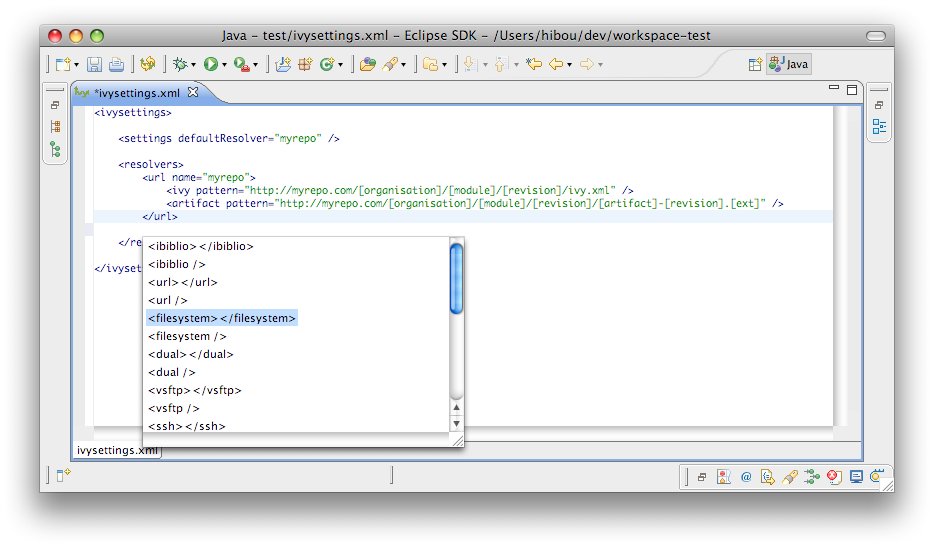 Java – test/ivysettings.xml – Eclipse SDK – /Users/hibou/dev/workspace-test
Java
ivy *ivysettings.xml
<ivysettings>
<settings defaultResolver="myrepo" />
<resolvers>
<url name="myrepo">
<ivy pattern="http://myrepo.com/[organisation]/[module]/[revision]/ivy.xml" />
<artifact pattern="http://myrepo.com/[organisation]/[module]/[revision]/[artifact]-[revision].[ext]" />
</url>
</re
</ivyset
<ibiblio></ibiblio>
<ibiblio />
<url></url>
<url />
<filesystem></filesystem>
<filesystem />
<dual></dual>
<dual />
<vsftp></vsftp>
<vsftp />
<ssh></ssh>
ivysettings.xml
@